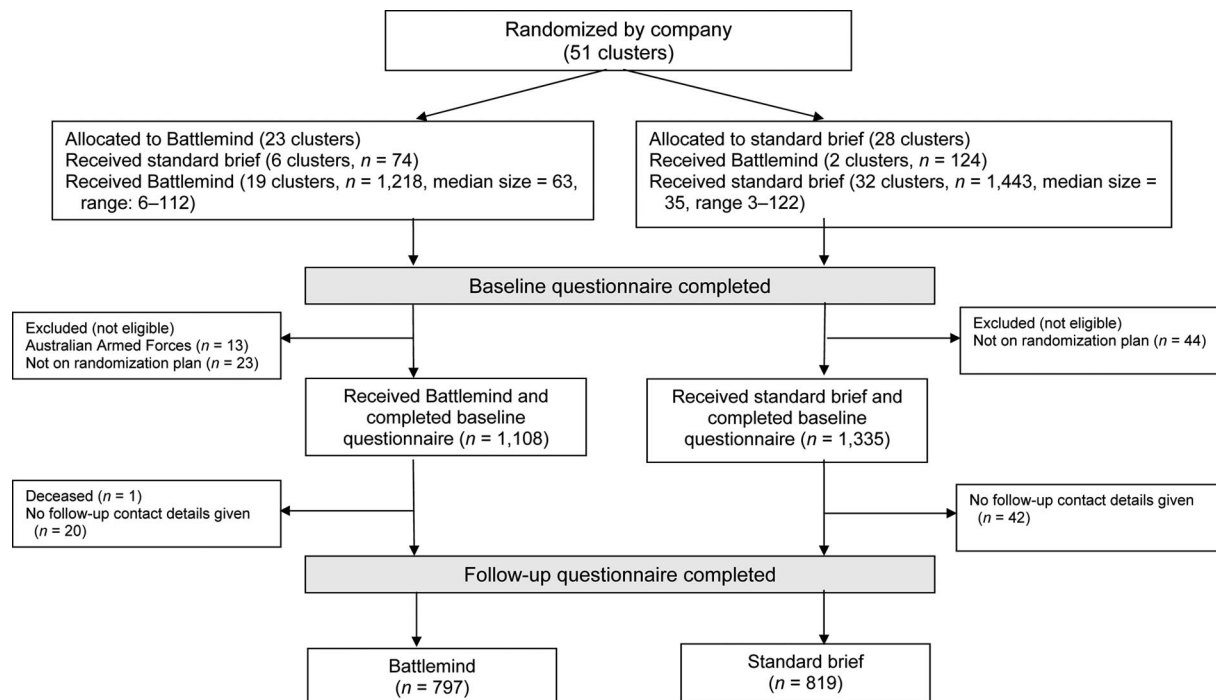 Randomized by company
(51 clusters)
Allocated to Battlemind (23 clusters)
Received standard brief (6 clusters, n = 74)
Received Battlemind (19 clusters, n = 1,218, median size = 63,
range: 6–112)
Allocated to standard brief (28 clusters)
Received Battlemind (2 clusters, n = 124)
Received standard brief (32 clusters, n = 1,443, median size =
35, range 3–122)
Baseline questionnaire completed
Excluded (not eligible)
Australian Armed Forces (n = 13)
Not on randomization plan (n = 23)
Excluded (not eligible)
Not on randomization plan (n = 44)
Received Battlemind and
completed baseline
questionnaire (n = 1,108)
Received standard brief and
completed baseline
questionnaire (n = 1,335)
Deceased (n = 1)
No follow-up contact details given
(n = 20)
No follow-up contact details given
(n = 42)
Follow-up questionnaire completed
Battlemind
(n = 797)
Standard brief
(n = 819)